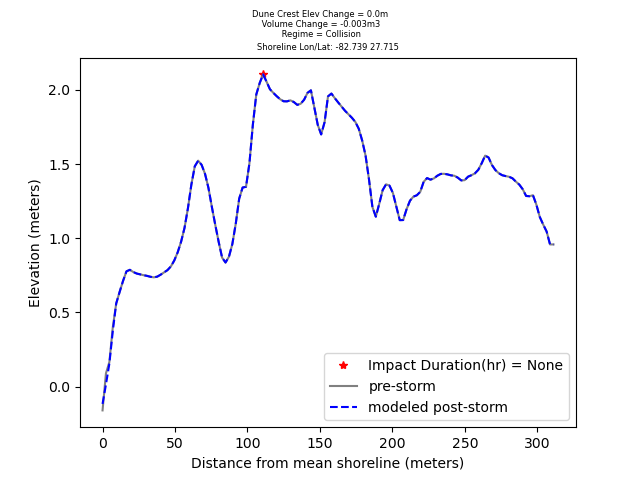 Dune Crest Elev Change = 0.0m
Volume Change = -0.003m3
Regime = Collision
Shoreline Lon/Lat: -82.739 27.715
2.0
1.5
1.0
0.5
0.0
Elevation (meters)
Impact Duration(hr) = None
pre-storm
modeled post-storm
0 50 100 150 200 250 300
Distance from mean shoreline (meters)